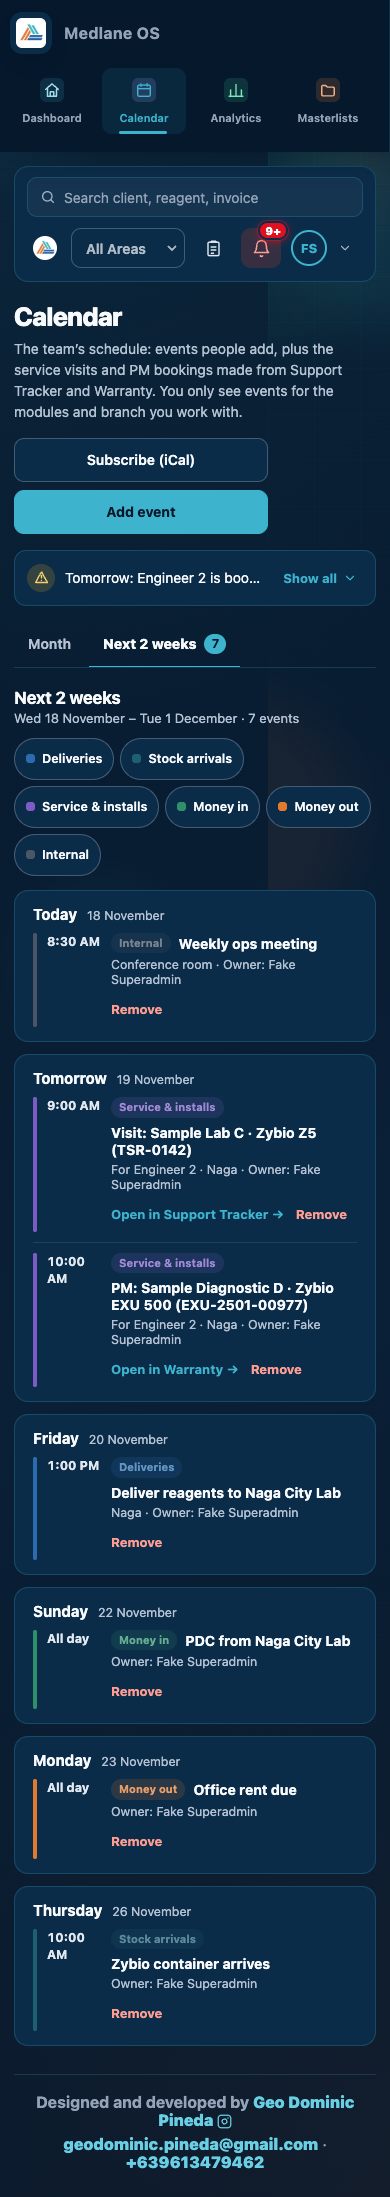 Medlane OS
Dashboard
Calendar
Analytics
Masterlists
Search client, reagent, invoice
All Areas
9+
FS
Calendar
The team's schedule: events people add, plus the
service visits and PM bookings made from Support
Tracker and Warranty. You only see events for the
modules and branch you work with.
Subscribe (iCal)
Add event
Tomorrow: Engineer 2 is boo...
Show all
Month
Next 2 weeks 7
Next 2 weeks
Wed 18 November – Tue 1 December · 7 events
Deliveries
Stock arrivals
Service & installs
Money in
Money out
Internal
Today 18 November
8:30 AM
Internal Weekly ops meeting
Conference room · Owner: Fake
Superadmin
Remove
Tomorrow 19 November
9:00 AM
Service & installs
Visit: Sample Lab C · Zybio Z5
(TSR-0142)
For Engineer 2 · Naga · Owner: Fake
Superadmin
Open in Support Tracker → Remove
10:00
AM
Service & installs
PM: Sample Diagnostic D · Zybio
EXU 500 (EXU-2501-00977)
For Engineer 2 · Naga · Owner: Fake
Superadmin
Open in Warranty → Remove
Friday 20 November
1:00 PM
Deliveries
Deliver reagents to Naga City Lab
Naga · Owner: Fake Superadmin
Remove
Sunday 22 November
All day
Money in PDC from Naga City Lab
Owner: Fake Superadmin
Remove
Monday 23 November
All day
Money out Office rent due
Owner: Fake Superadmin
Remove
Thursday 26 November
10:00
AM
Stock arrivals
Zybio container arrives
Owner: Fake Superadmin
Remove
Designed and developed by Geo Dominic
Pineda
geodominic.pineda@gmail.com ·
+639613479462